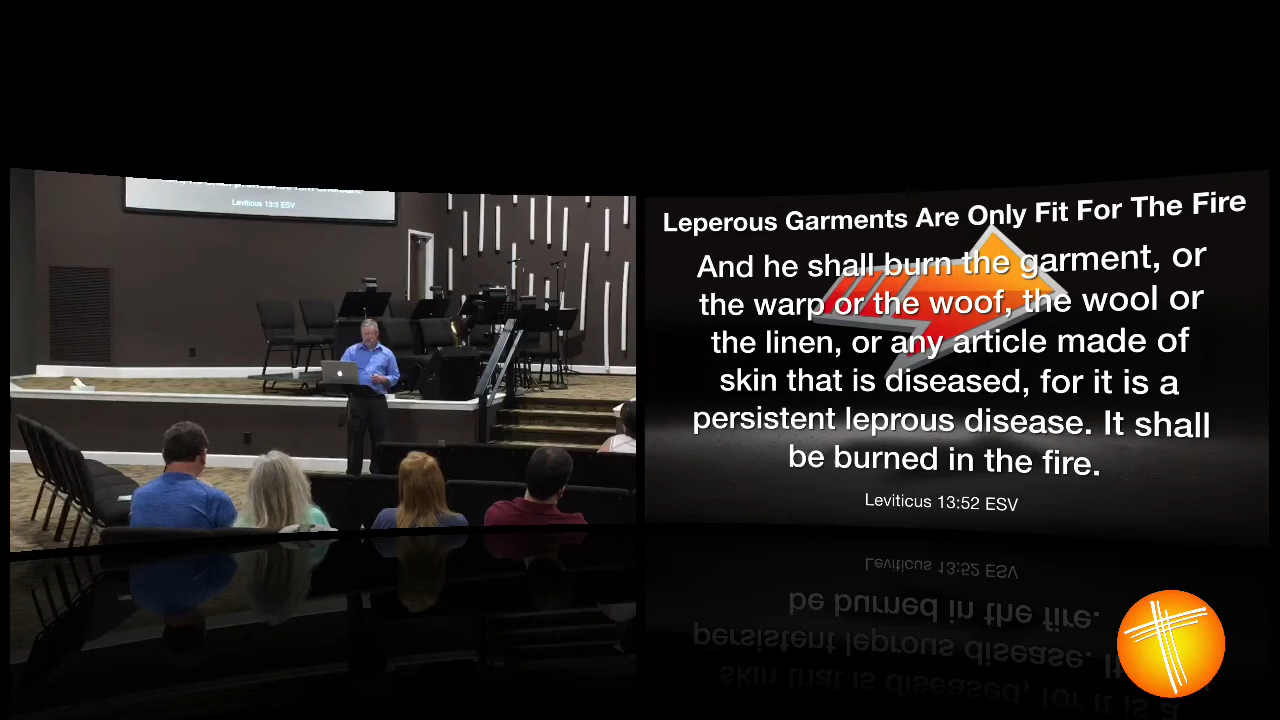 Leviticus 13:3 ESV
Leperous Garments Are Only Fit For The Fire
And he shall burn the garment, or
the warp or the woof, the wool or
the linen, or any article made of
skin that is diseased, for it is a
persistent leprous disease. It shall
be burned in the fire.
Leviticus 13:52 ESV